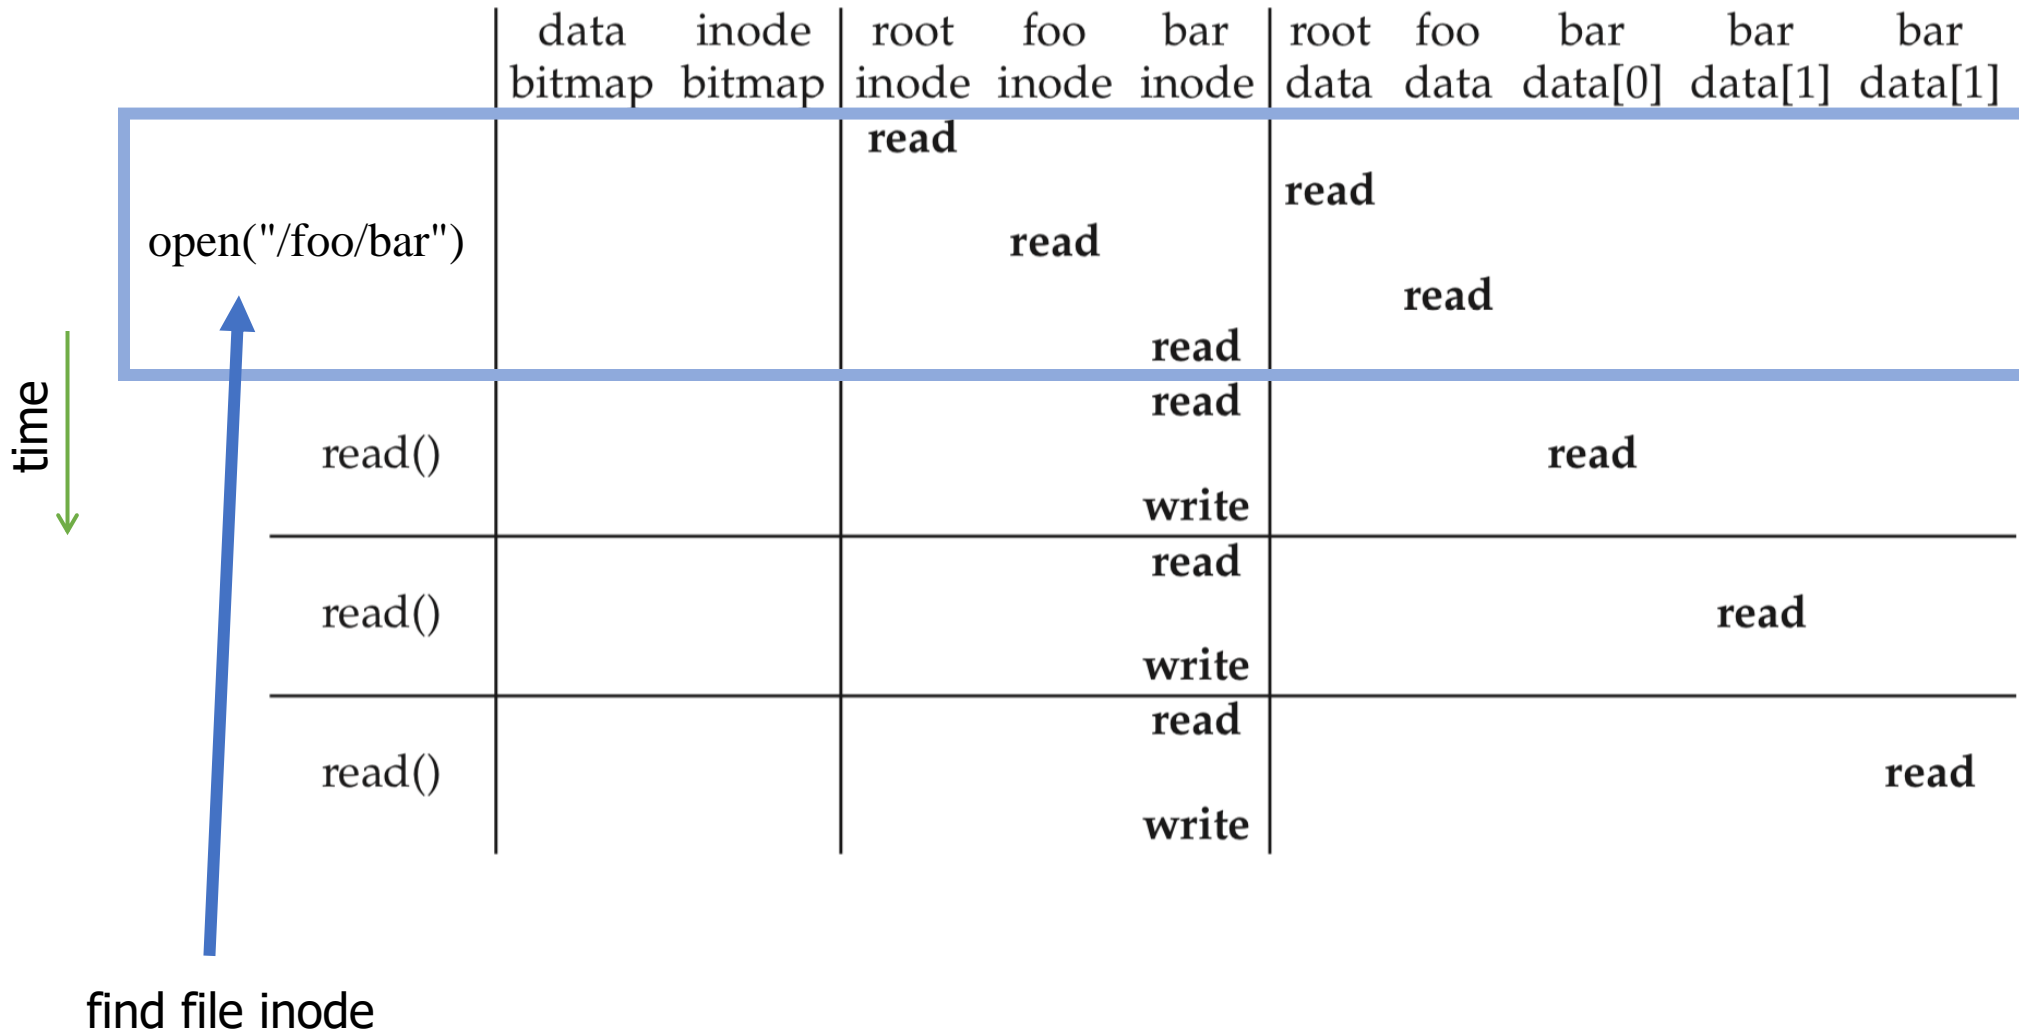 data inode root foo bar root foo bar bar bar
bitmap bitmap inode inode inode data data data[0] data[1] data[1]
read
read
open("/foo/bar") read
read
read
read
time
read() read
write
read
read() read
write
read
read() read
write
find file inode